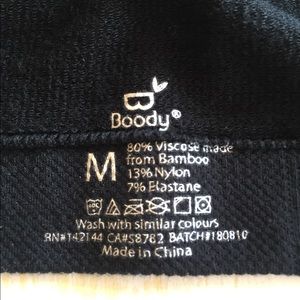 Boody®
M
80% Viscose made
from Bamboo
13% Nylon
7% Elastane
Wash with similar colours
RN#142144 CA#58782 BATCH#180810
Made in China